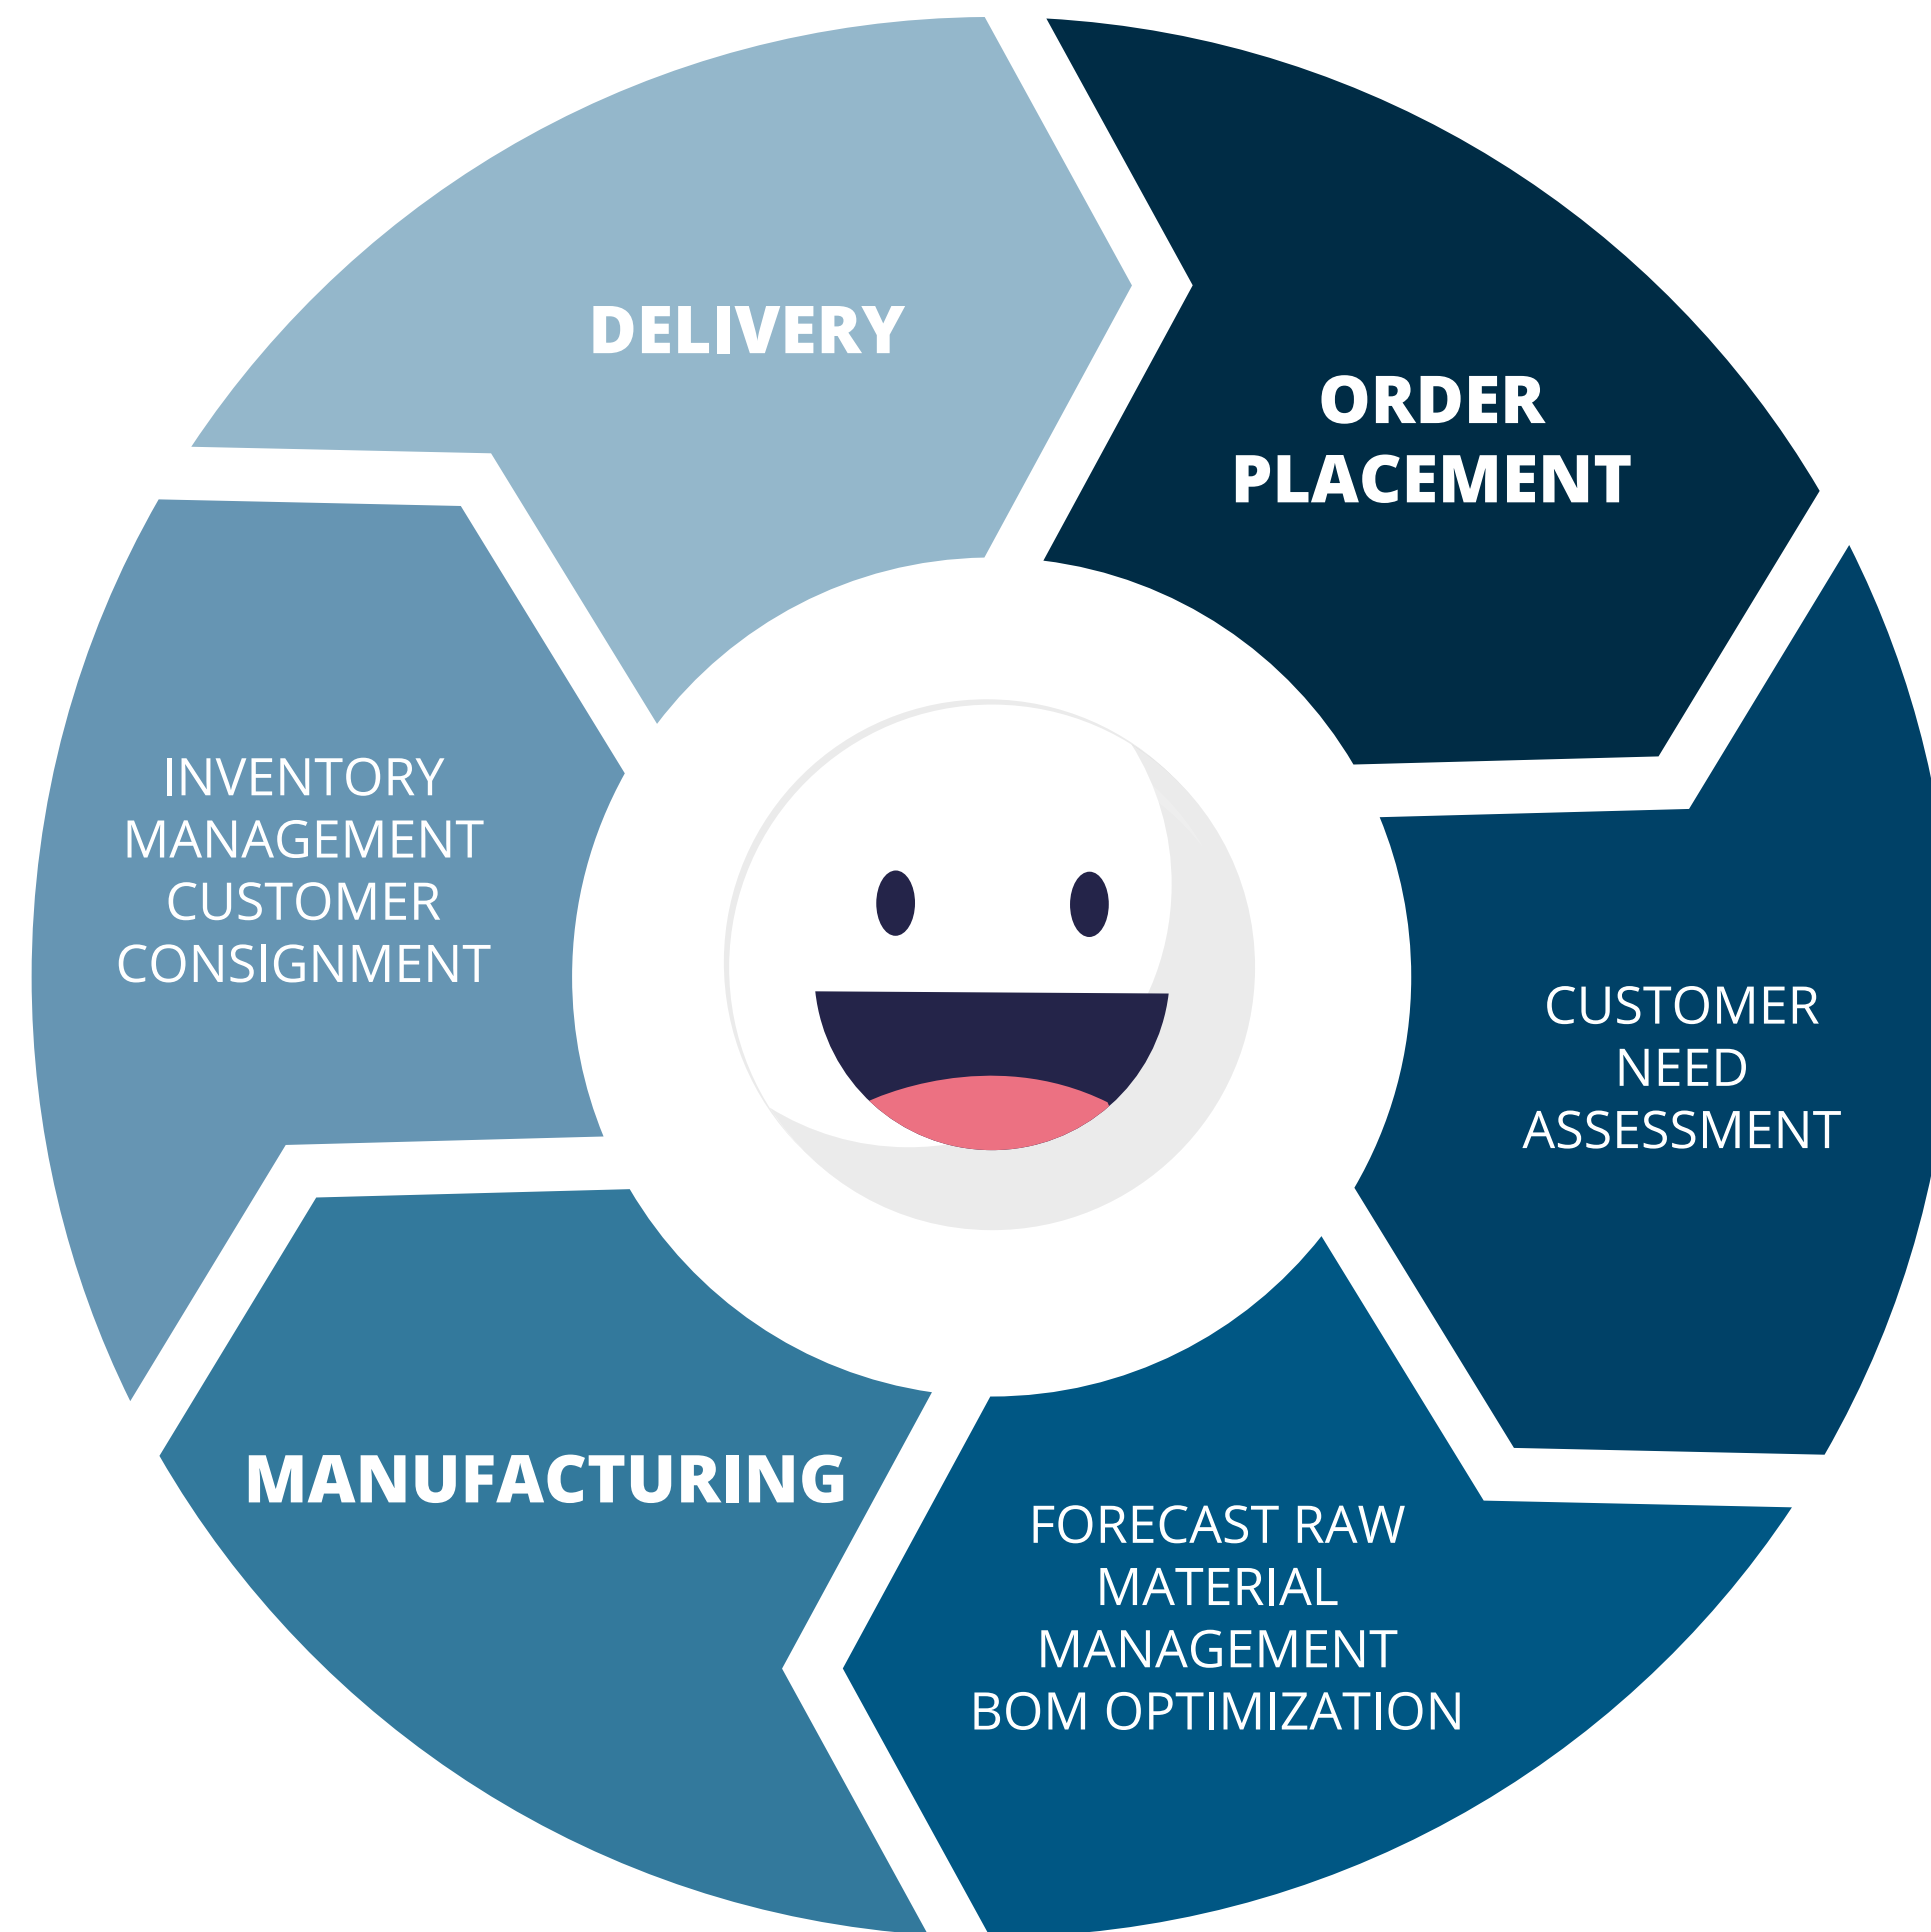 DELIVERY
ORDER
PLACEMENT
CUSTOMER
NEED
ASSESSMENT
FORECAST RAW
MATERIAL
MANAGEMENT
BOM OPTIMIZATION
MANUFACTURING
INVENTORY
MANAGEMENT
CUSTOMER
CONSIGNMENT